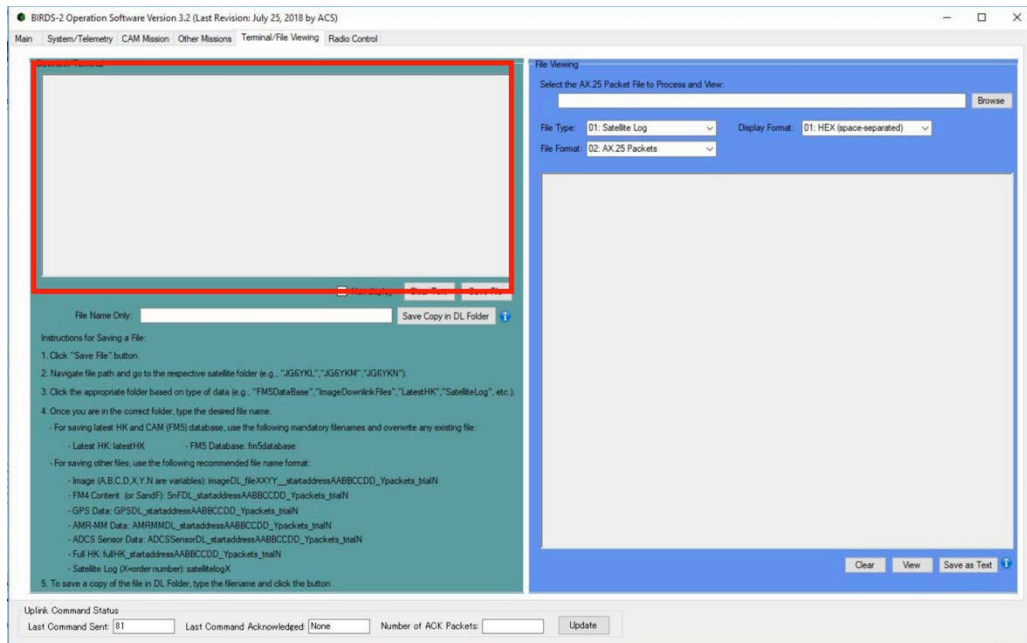 BIRDS-2 Operation Software Version 3.2 (Last Revision: July 25, 2018 by ACS)
Main System/Telemetry CAM Mission Other Missions Terminal/File Viewing Radio Control
Terminal
File Name Only: Save Copy in DL Folder
Instructions for Saving a File:
1. Click "Save File" button.
2. Navigate file path and go to the respective satellite folder (e.g., "JG6YKL","JG6YKM","JG6YKN").
3. Click the appropriate folder based on type of data (e.g., "FM5DataBase","ImageDownlinkFiles","LatestHK","SatelliteLog", etc.).
4. Once you are in the correct folder, type the desired file name.
- For saving latest HK and CAM (FM5) database, use the following mandatory filenames and overwrite any existing file:
- Latest HK: latestHK - FM5 Database: fm5database
- For saving other files, use the following recommended file name format:
- Image (A,B,C,D,X,Y,N are variables): imageDL_fileXXYY__startaddressAABBCCDD_Ypackets_trialN
- FM4 Content (or SandF): SnFDL_startaddressAABBCCDD_Ypackets_trialN
- GPS Data: GPSDL_startaddressAABBCCDD_Ypackets_trialN
- AMR-MM Data: AMRMMDL_startaddressAABBCCDD_Ypackets_trialN
- ADCS Sensor Data: ADCSSensorDL_startaddressAABBCCDD_Ypackets_trialN
- Full HK: fullHK_startaddressAABBCCDD_Ypackets_trialN
- Satellite Log (X=order number): satellitelogX
5. To save a copy of the file in DL Folder, type the filename and click the button.
File Viewing
Select the AX.25 Packet File to Process and View:
Browse
File Type: 01: Satellite Log Display Format: 01: HEX (space-separated)
File Format: 02: AX.25 Packets
Clear View Save as Text
Uplink Command Status
Last Command Sent: 81 Last Command Acknowledged: None Number of ACK Packets: Update